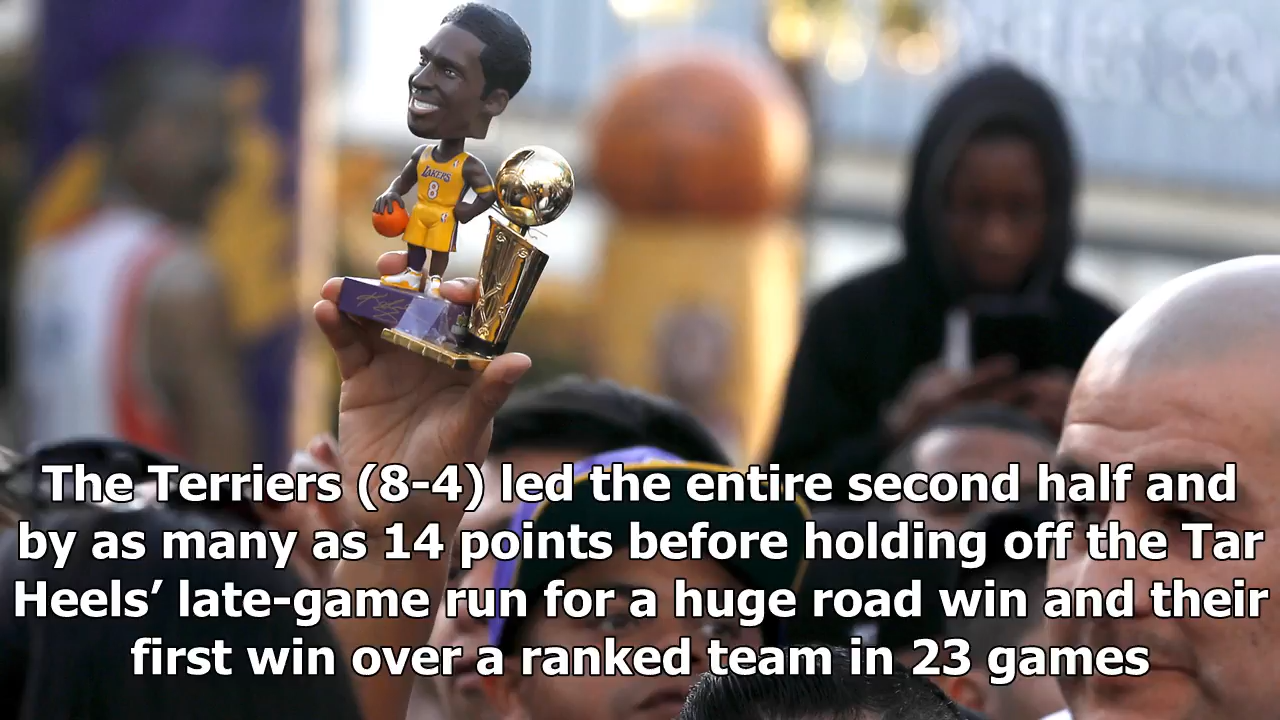 LAKERS
8
The Terriers (8-4) led the entire second half and
by as many as 14 points before holding off the Tar
Heels’ late-game run for a huge road win and their
first win over a ranked team in 23 games